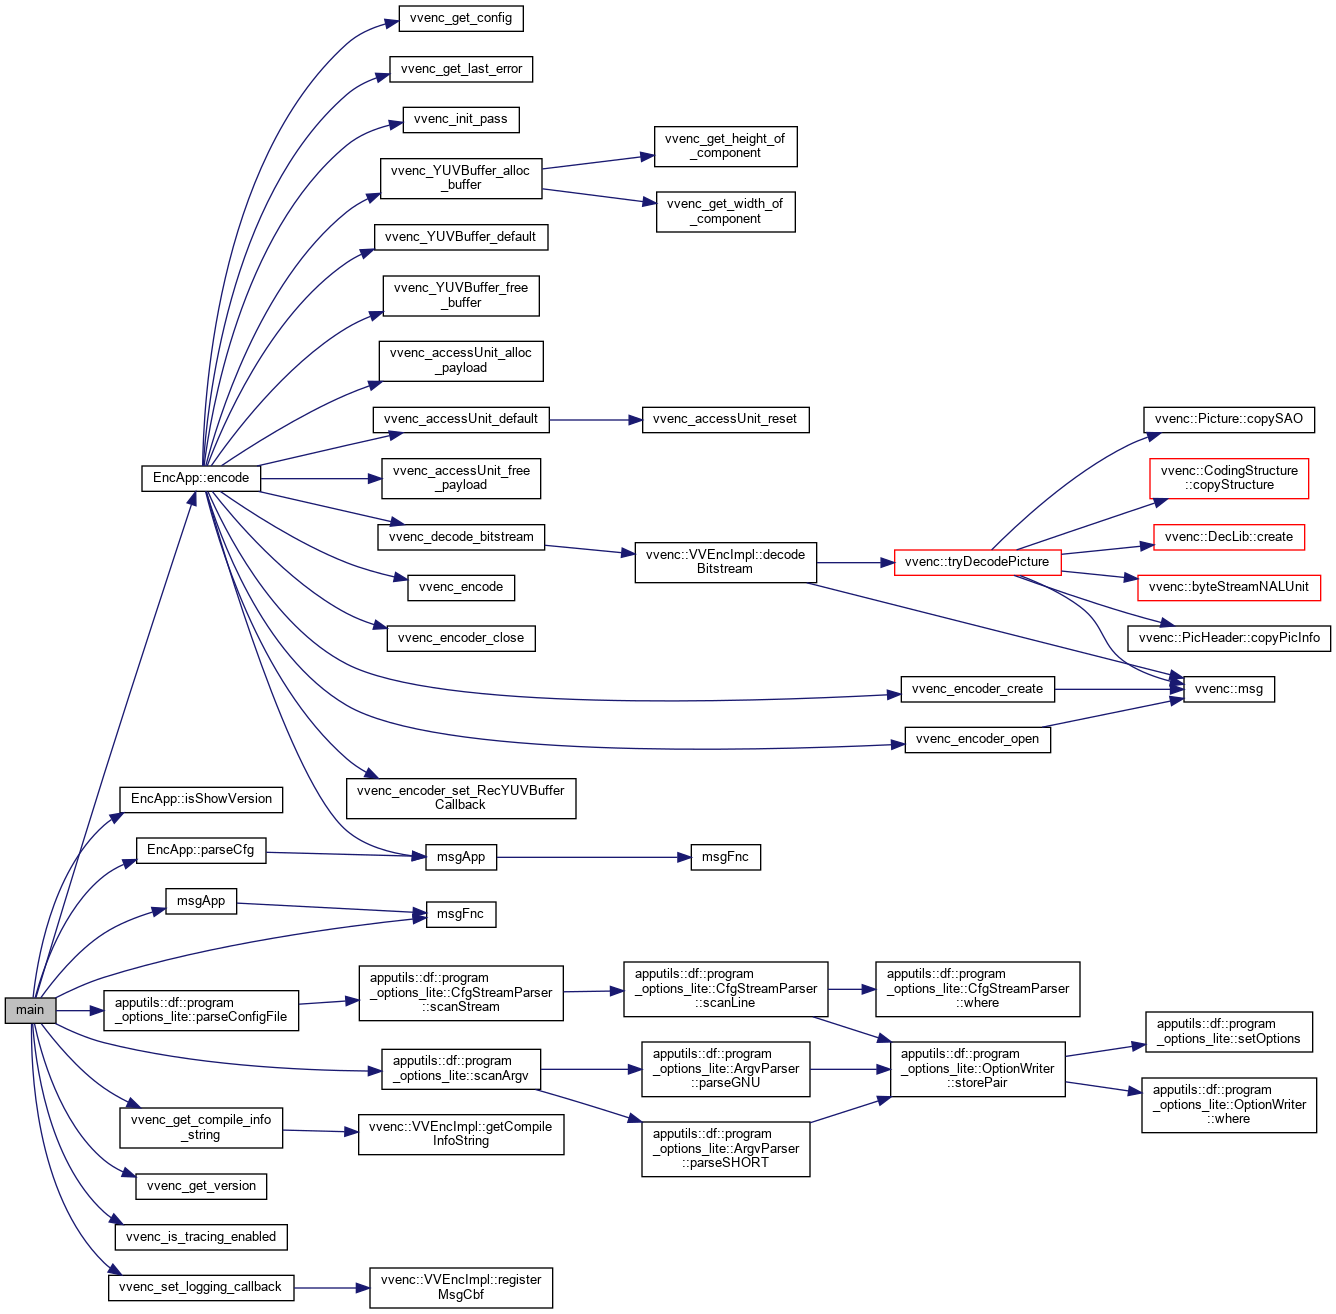 vvenc_get_config
vvenc_get_last_error
vvenc_init_pass
vvenc_YUVBuffer_alloc
_buffer
vvenc_get_height_of
_component
vvenc_get_width_of
_component
vvenc_YUVBuffer_default
vvenc_YUVBuffer_free
_buffer
vvenc_accessUnit_alloc
_payload
vvenc_accessUnit_default
vvenc_accessUnit_reset
EncApp::encode
vvenc_accessUnit_free
_payload
vvenc_decode_bitstream
vvenc::VVEncImpl::decode
Bitstream
vvenc::tryDecodePicture
vvenc::Picture::copySAO
vvenc::CodingStructure
::copyStructure
vvenc::DecLib::create
vvenc::byteStreamNALUnit
vvenc::PicHeader::copyPicInfo
vvenc::msg
vvenc_encode
vvenc_encoder_close
vvenc_encoder_create
vvenc_encoder_open
vvenc_encoder_set_RecYUVBuffer
Callback
EncApp::isShowVersion
EncApp::parseCfg
msgApp
msgFnc
msgApp
msgFnc
main
apputils::df::program
_options_lite::parseConfigFile
apputils::df::program
_options_lite::CfgStreamParser
::scanStream
apputils::df::program
_options_lite::CfgStreamParser
::scanLine
apputils::df::program
_options_lite::CfgStreamParser
::where
apputils::df::program
_options_lite::scanArgv
apputils::df::program
_options_lite::ArgvParser
::parseGNU
apputils::df::program
_options_lite::OptionWriter
::storePair
apputils::df::program
_options_lite::setOptions
apputils::df::program
_options_lite::OptionWriter
::where
apputils::df::program
_options_lite::ArgvParser
::parseSHORT
vvenc_get_compile_info
_string
vvenc::VVEncImpl::getCompile
InfoString
vvenc_get_version
vvenc_is_tracing_enabled
vvenc_set_logging_callback
vvenc::VVEncImpl::register
MsgCbf